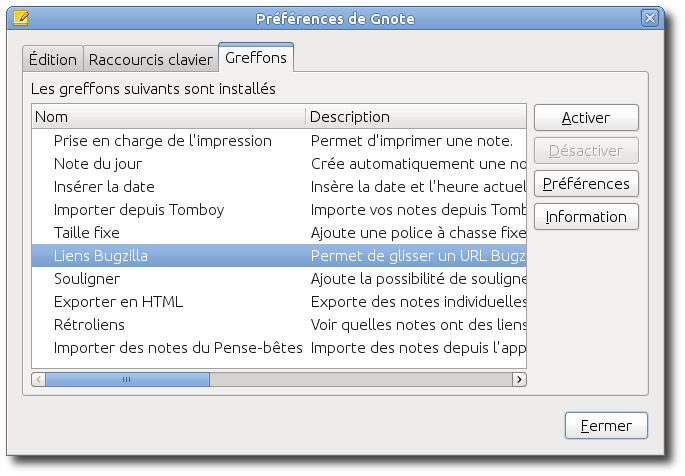 Préférences de Gnote
Édition Raccourcis clavier Greffons
Les greffons suivants sont installés
Nom Description
Prise en charge de l'impression Permet d'imprimer une note.
Note du jour Crée automatiquement une no
Insérer la date Insère la date et l'heure actuel
Importer depuis Tomboy Importe vos notes depuis Tomb
Taille fixe Ajoute une police à chasse fixe
Liens Bugzilla Permet de glisser un URL Bugz
Souligner Ajoute la possibilité de souligne
Exporter en HTML Exporte des notes individuelles
Rétroliens Voir quelles notes ont des liens
Importer des notes du Pense-bêtes Importe des notes depuis l'app
Activer
Désactiver
Préférences
Information
Fermer